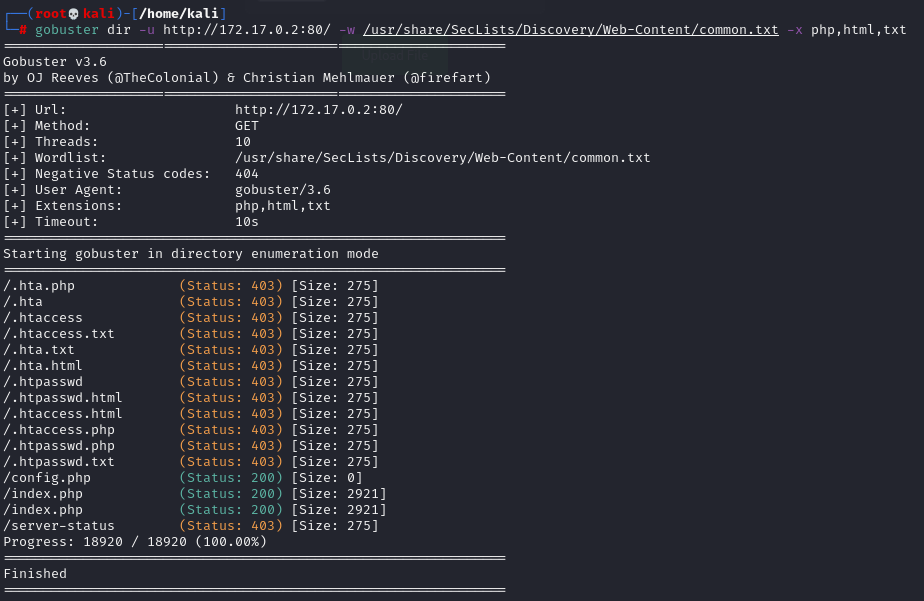 ┌──(root💀kali)-[/home/kali]
└─# gobuster dir -u http://172.17.0.2:80/ -w /usr/share/SecLists/Discovery/Web-Content/common.txt -x php,html,txt
===============================================================
Gobuster v3.6
by OJ Reeves (@TheColonial) & Christian Mehlmauer (@firefart)
===============================================================
[+] Url:                     http://172.17.0.2:80/
[+] Method:                  GET
[+] Threads:                 10
[+] Wordlist:                /usr/share/SecLists/Discovery/Web-Content/common.txt
[+] Negative Status codes:   404
[+] User Agent:              gobuster/3.6
[+] Extensions:              php,html,txt
[+] Timeout:                 10s
===============================================================
Starting gobuster in directory enumeration mode
===============================================================
/.hta.php             (Status: 403) [Size: 275]
/.hta                 (Status: 403) [Size: 275]
/.htaccess            (Status: 403) [Size: 275]
/.htaccess.txt        (Status: 403) [Size: 275]
/.hta.txt             (Status: 403) [Size: 275]
/.hta.html            (Status: 403) [Size: 275]
/.htpasswd            (Status: 403) [Size: 275]
/.htpasswd.html       (Status: 403) [Size: 275]
/.htaccess.html       (Status: 403) [Size: 275]
/.htaccess.php        (Status: 403) [Size: 275]
/.htpasswd.php        (Status: 403) [Size: 275]
/.htpasswd.txt        (Status: 403) [Size: 275]
/config.php           (Status: 200) [Size: 0]
/index.php            (Status: 200) [Size: 2921]
/index.php            (Status: 200) [Size: 2921]
/server-status        (Status: 403) [Size: 275]
Progress: 18920 / 18920 (100.00%)
===============================================================
Finished
===============================================================